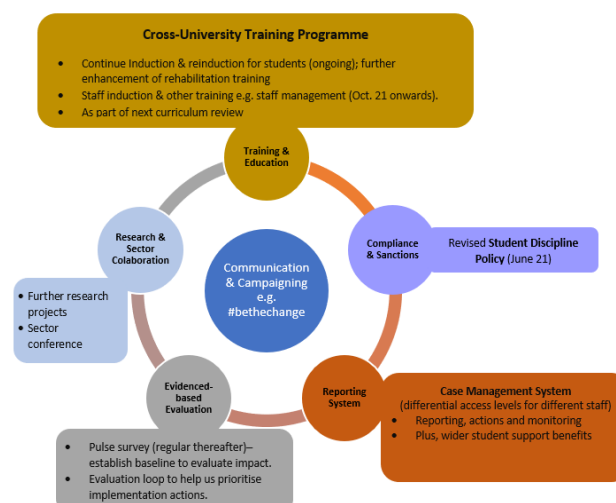 Cross-University Training Programme
• Continue Induction & reinduction for students (ongoing); further
enhancement of rehabilitation training
• Staff induction & other training e.g. staff management (Oct. 21 onwards).
• As part of next curriculum review
Training &
Education
Research &
Sector
Colaboration
Compliance
& Sanctions
Revised Student Discipline
Policy (June 21)
Communication
& Campaigning
e.g.
#bethechange
• Further research
projects
• Sector
conference
Evidenced-
based
Evaluation
Reporting
System
Case Management System
(differential access levels for different staff)
• Reporting, actions and monitoring
• Plus, wider student support benefits
• Pulse survey (regular thereafter)–
establish baseline to evaluate impact.
• Evaluation loop to help us prioritise
implementation actions.